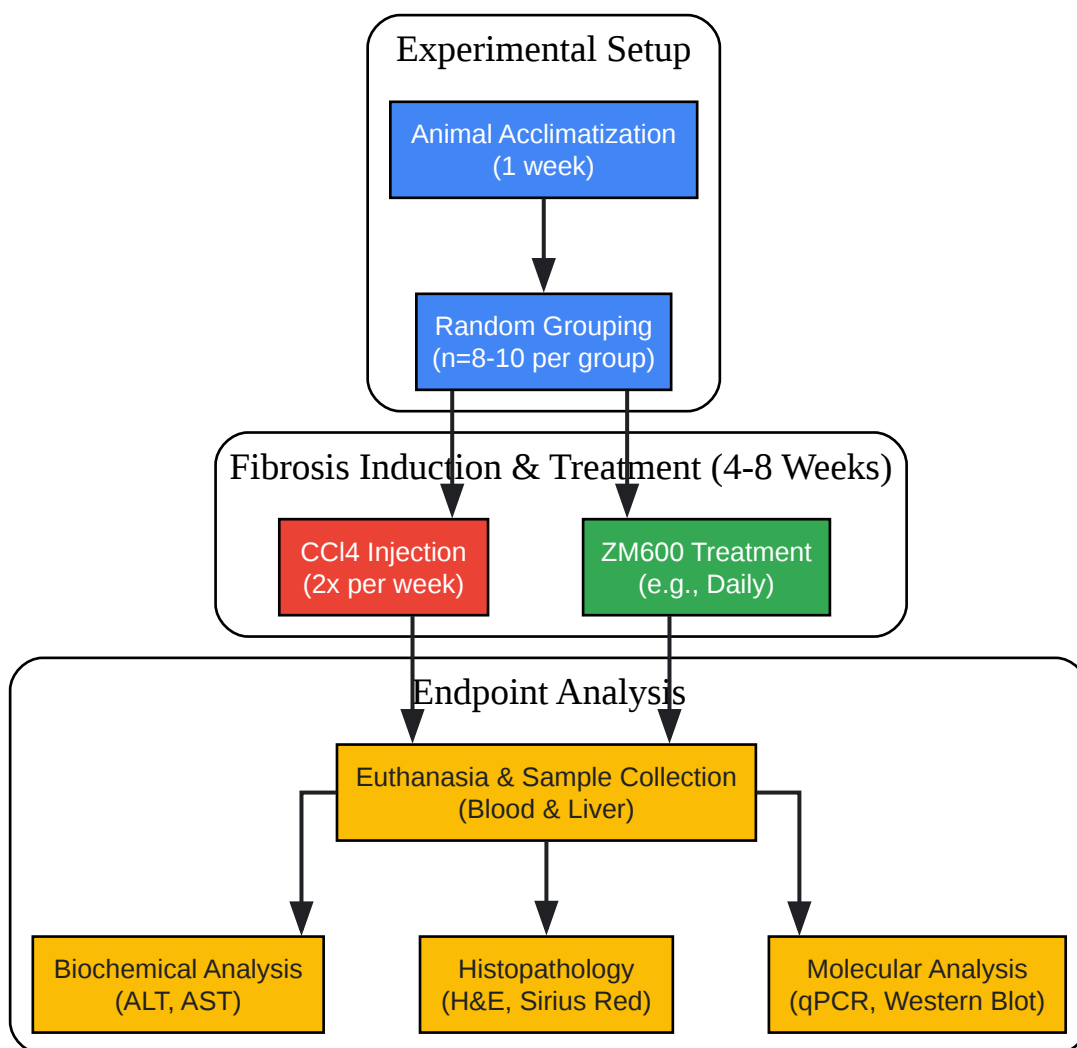 Experimental Setup
Animal Acclimatization
(1 week)
Random Grouping
(n=8-10 per group)
Fibrosis Induction & Treatment (4-8 Weeks)
CCl4 Injection
(2x per week)
ZM600 Treatment
(e.g., Daily)
Endpoint Analysis
Euthanasia & Sample Collection
(Blood & Liver)
Biochemical Analysis
(ALT, AST)
Histopathology
(H&E, Sirius Red)
Molecular Analysis
(qPCR, Western Blot)